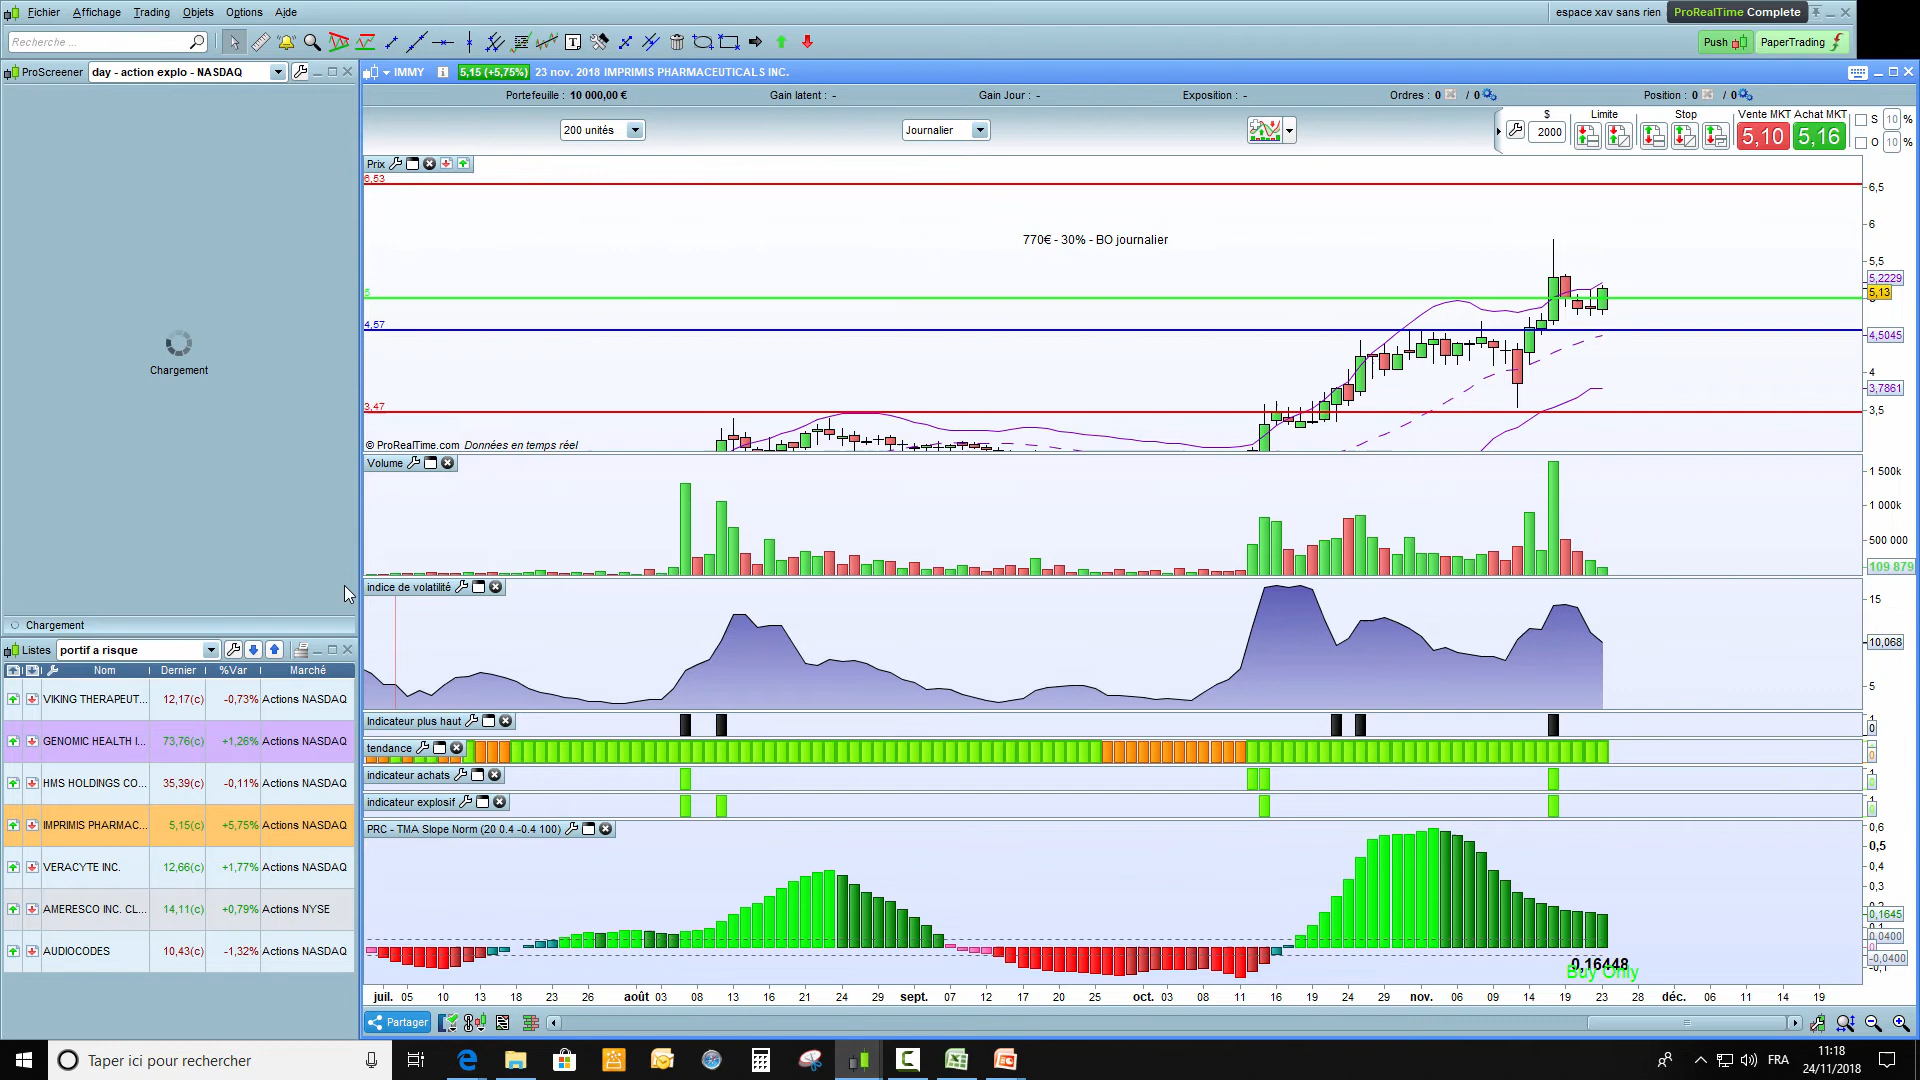 Fichier Affichage Trading Objets Options Aide
espace xav sans rien ProRealTime Complete
Recherche ...
Push PaperTrading
ProScreener day - action explo - NASDAQ
IMMY 5,15 (+5,75%) 23 nov. 2018 IMPRIMIS PHARMACEUTICALS INC.
Portefeuille : 10 000,00 € Gain latent : - Gain Jour : - Exposition : - Ordres : 0 / 0 Position : 0 / 0
200 unités Journalier
$ Limite Stop Vente MKT Achat MKT
2000 5,10 5,16
S 10 %
O 10 %
Prix
6,53
770€ - 30% - BO journalier
4,57
3,47
6,5
6
5,5
5,2229
5,13
4,5045
4
3,7861
3,5
© ProRealTime.com Données en temps réel
Chargement
Chargement
Volume
1 500k
1 000k
500 000
109 879
indice de volatilité
15
10,068
5
Indicateur plus haut
tendance
indicateur achats
indicateur explosif
PRC - TMA Slope Norm (20 0.4 -0.4 100)
0,6
0,5
0,4
0,3
0,1645
0,0400
-0,0400
0,16448
Buy Only
juil. 05 10 13 18 23 26 août 03 08 13 16 21 24 29 sept. 07 12 17 20 25 oct. 03 08 11 16 19 24 29 nov. 06 09 14 19 23 28 déc. 06 11 14 19
Partager
Listes portif a risque
Nom Dernier %Var Marché
VIKING THERAPEUT... 12,17(c) -0,73% Actions NASDAQ
GENOMIC HEALTH I... 73,76(c) +1,26% Actions NASDAQ
HMS HOLDINGS CO... 35,39(c) -0,11% Actions NASDAQ
IMPRIMIS PHARMAC... 5,15(c) +5,75% Actions NASDAQ
VERACYTE INC. 12,66(c) +1,77% Actions NASDAQ
AMERESCO INC. CL... 14,11(c) +0,79% Actions NYSE
AUDIOCODES 10,43(c) -1,32% Actions NASDAQ
Taper ici pour rechercher
FRA
11:18
24/11/2018